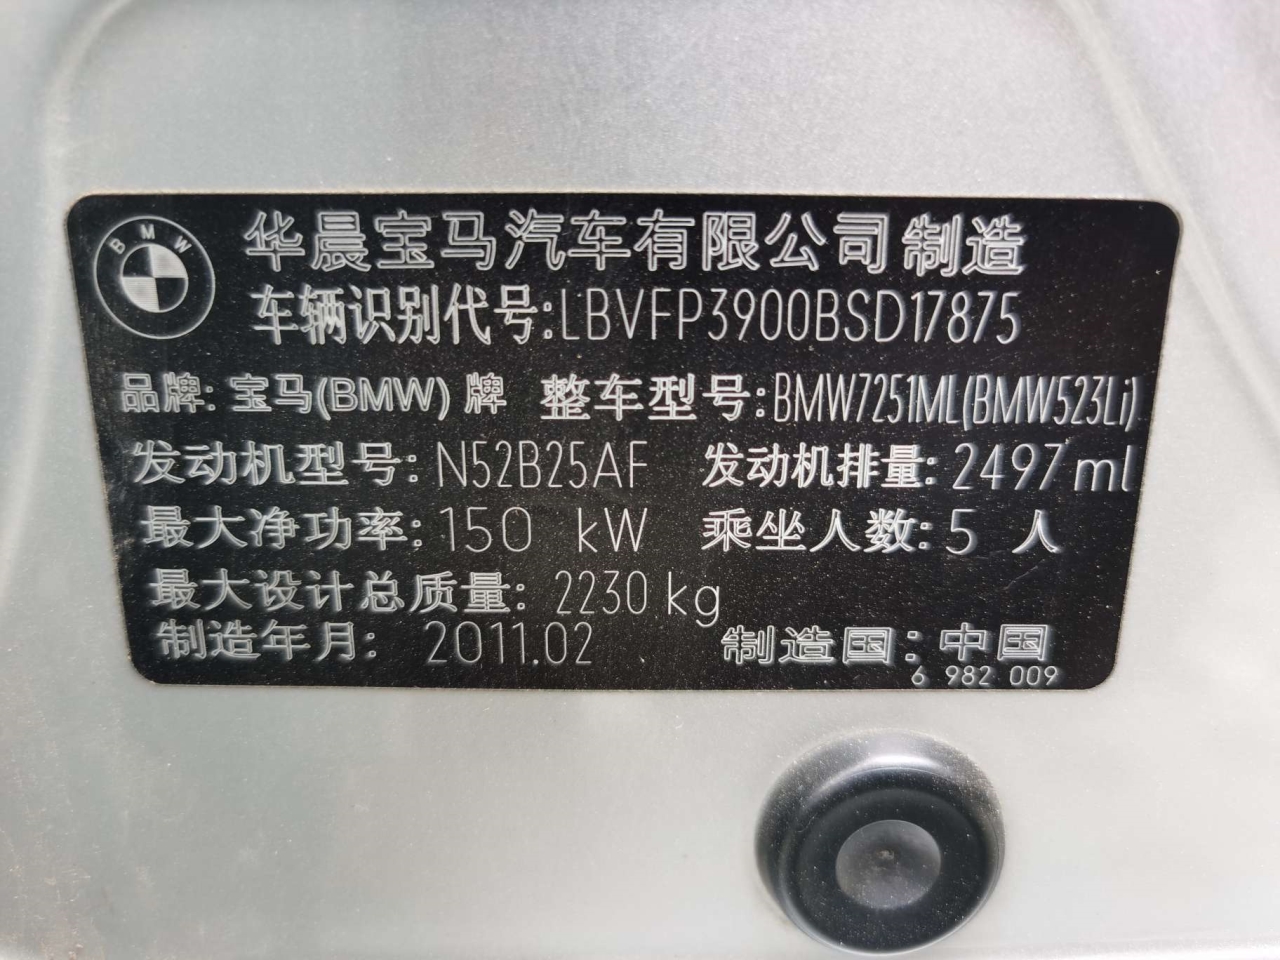 BMW
华晨宝马汽车有限公司制造
车辆识别代号:LBVFP3900BSD17875
品牌: 宝马(BMW) 牌 整车型号:BMW7251ML(BMW523Li)
发动机型号: N52B25AF 发动机排量: 2497ml
最大净功率: 150 kW 乘坐人数: 5 人
最大设计总质量: 2230 kg
制造年月: 2011.02 制造国: 中国
6 982 009